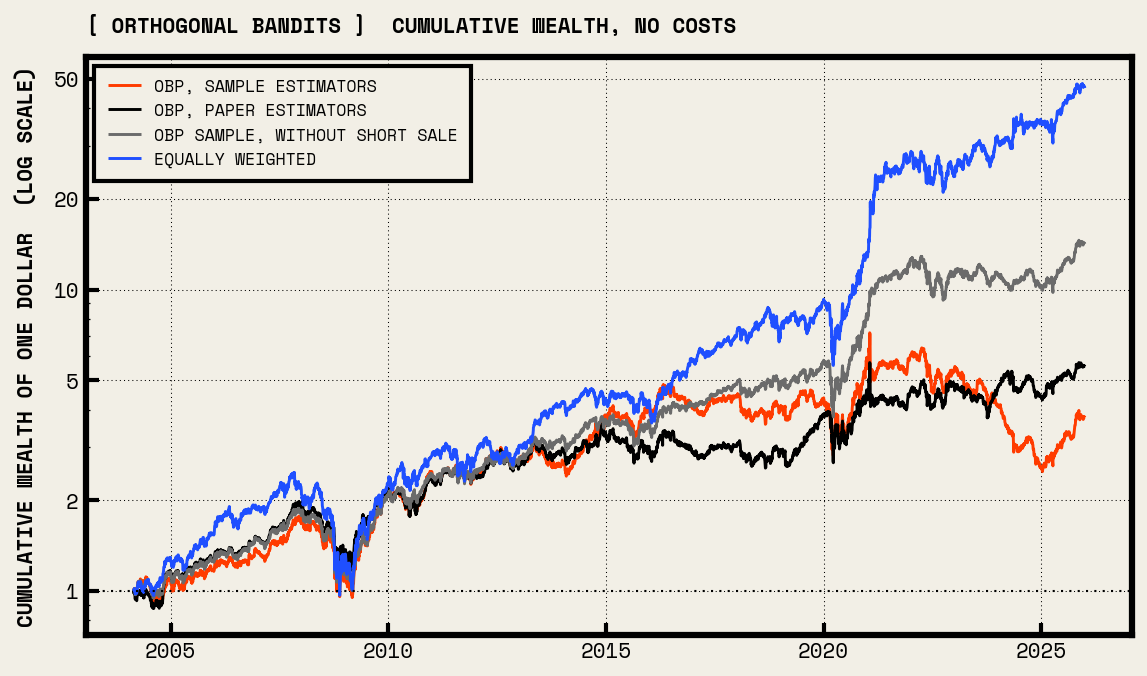 [ ORTHOGONAL BANDITS ]  CUMULATIVE WEALTH, NO COSTS
CUMULATIVE WEALTH OF ONE DOLLAR  (LOG SCALE)
OBP, SAMPLE ESTIMATORS
OBP, PAPER ESTIMATORS
OBP SAMPLE, WITHOUT SHORT SALE
EQUALLY WEIGHTED
50
20
10
5
2
1
2005 2010 2015 2020 2025